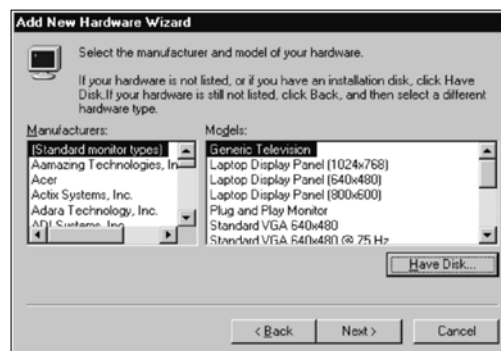 Add New Hardware Wizard
Select the manufacturer and model of your hardware.
If your hardware is not listed, or if you have an installation disk, click Have
Disk.If your hardware is still not listed, click Back, and then select a different
hardware type.
Manufacturers:
(Standard monitor types)
Aamazing Technologies, In
Acer
Actix Systems, Inc.
Adara Technology, Inc.
ADI Systems, Inc.
Models:
Generic Television
Laptop Display Panel (1024x768)
Laptop Display Panel (640x480)
Laptop Display Panel (800x600)
Plug and Play Monitor
Standard VGA 640x480
Standard VGA 640x480 @ 75 Hz
Have Disk...
< Back
Next >
Cancel